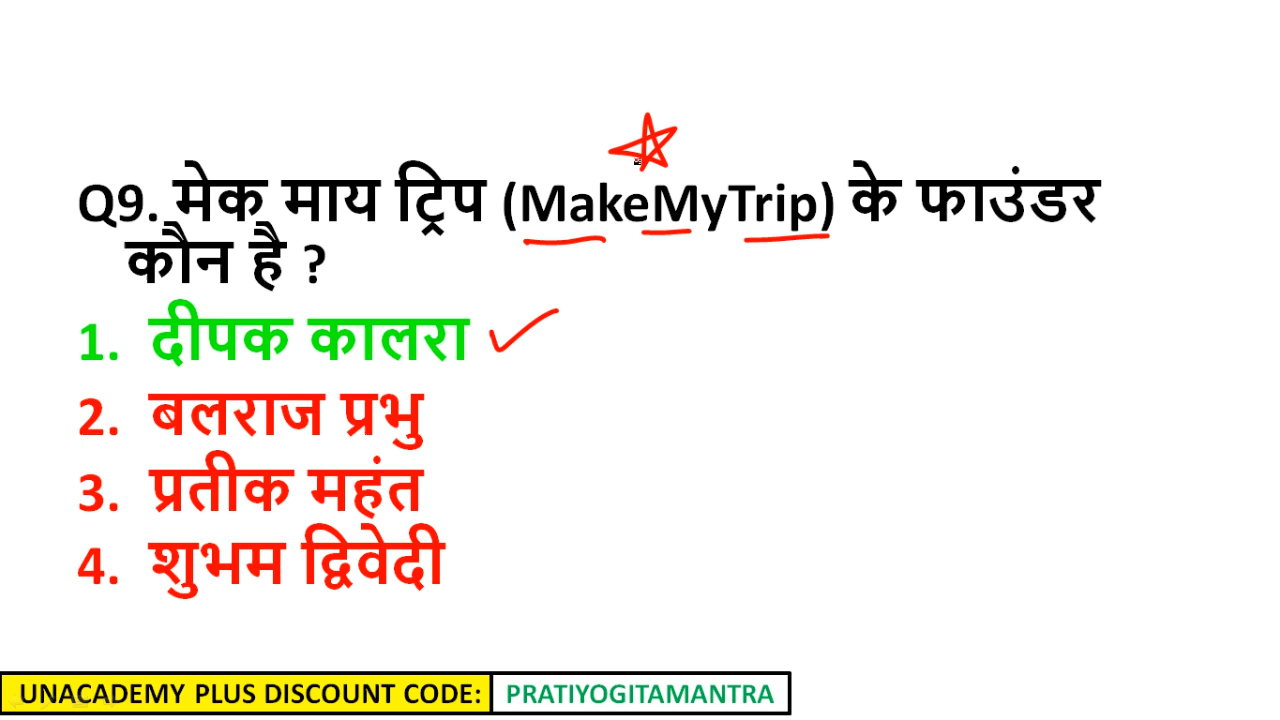 Q9. मेक माय ट्रिप (MakeMyTrip) के फाउंडर
कौन है ?
1. दीपक कालरा
2. बलराज प्रभु
3. प्रतीक महंत
4. शुभम द्विवेदी
UNACADEMY PLUS DISCOUNT CODE: PRATIYOGITAMANTRA